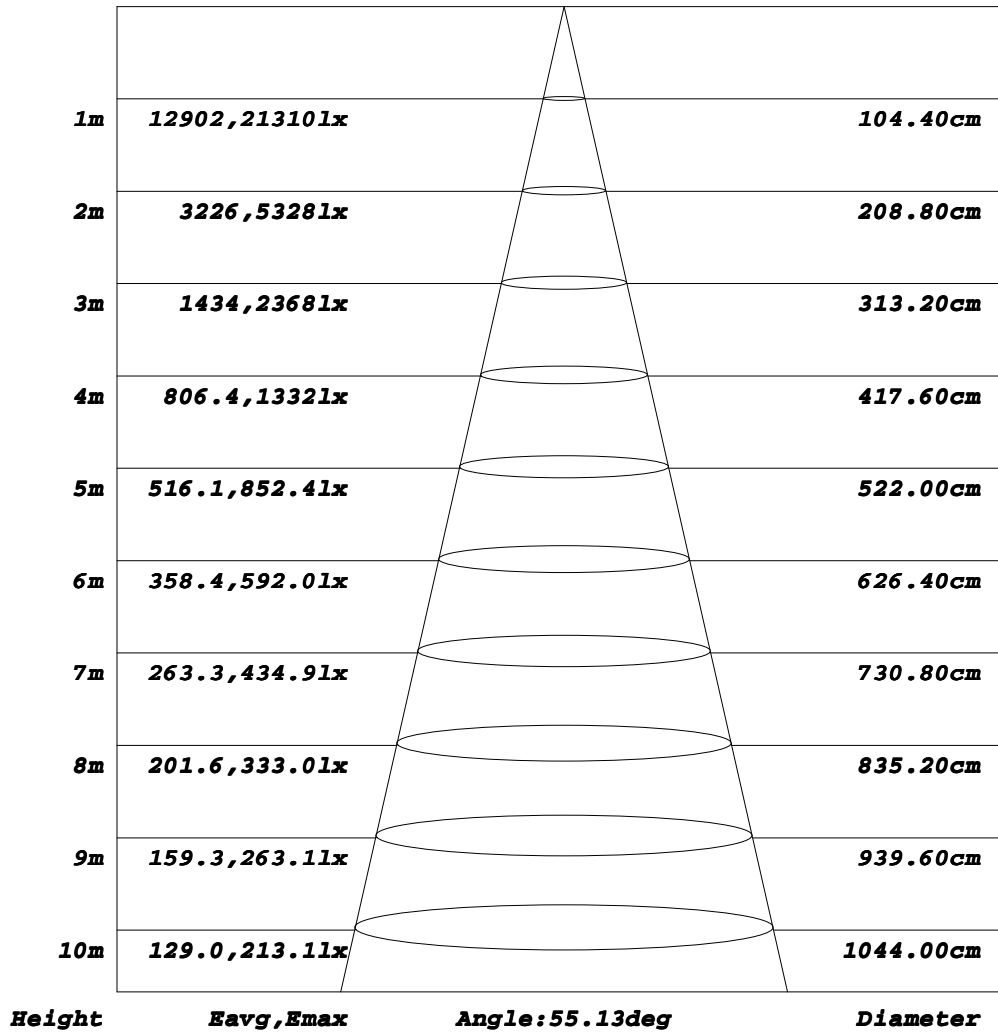 1m 12902,21310lx 104.40cm
2m 3226,5328lx 208.80cm
3m 1434,2368lx 313.20cm
4m 806.4,1332lx 417.60cm
5m 516.1,852.4lx 522.00cm
6m 358.4,592.0lx 626.40cm
7m 263.3,434.9lx 730.80cm
8m 201.6,333.0lx 835.20cm
9m 159.3,263.1lx 939.60cm
10m 129.0,213.1lx 1044.00cm
Height Eavg,Emax Angle:55.13deg Diameter